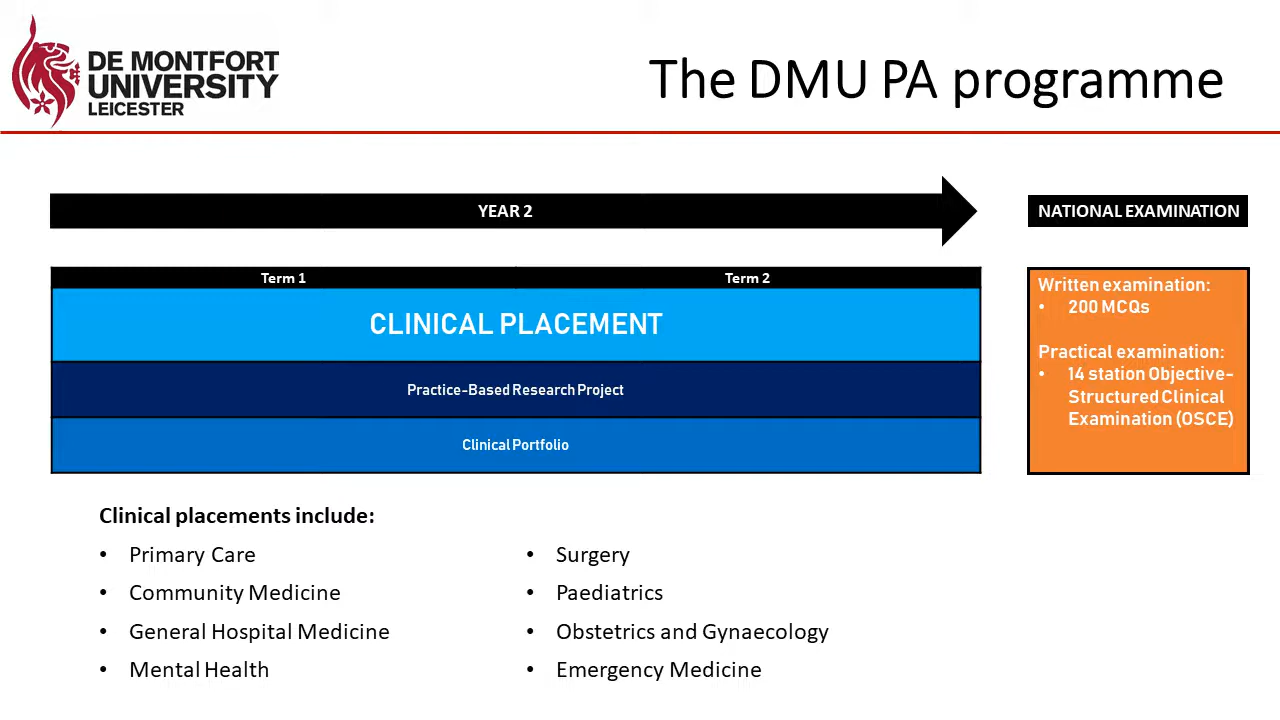 DE MONTFORT
UNIVERSITY
LEICESTER
The DMU PA programme
YEAR 2
NATIONAL EXAMINATION
Term 1
Term 2
CLINICAL PLACEMENT
Practice-Based Research Project
Clinical Portfolio
Written examination:
• 200 MCQs
Practical examination:
• 14 station Objective-
Structured Clinical
Examination (OSCE)
Clinical placements include:
• Primary Care
• Community Medicine
• General Hospital Medicine
• Mental Health
• Surgery
• Paediatrics
• Obstetrics and Gynaecology
• Emergency Medicine